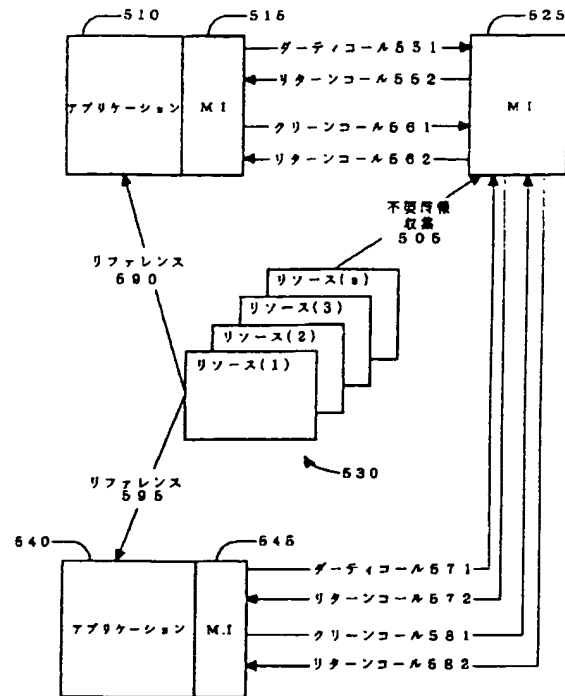 510
515
525
アプリケーション
MI
ダーティコール551
リターンコール552
クリーンコール561
リターンコール562
MI
不要情報
収集
505
リファレンス
590
リソース(n)
リソース(3)
リソース(2)
リソース(1)
530
リファレンス
595
540
545
アプリケーション
M.I
ダーティコール571
リターンコール572
クリーンコール581
リターンコール582